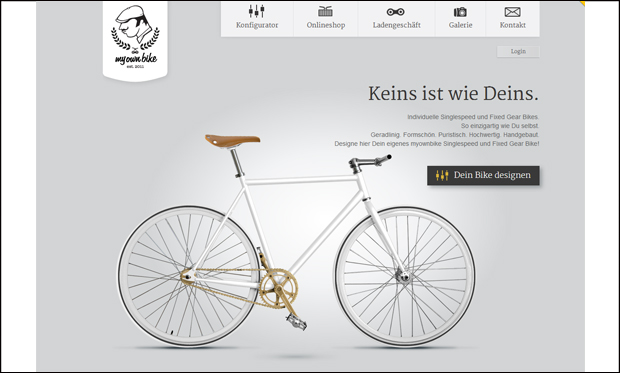 myownbike
est. 2011
Konfigurator
Onlineshop
Ladengeschäft
Galerie
Kontakt
Login
Keins ist wie Deins.
Individuelle Singlespeed und Fixed Gear Bikes.
So einzigartig wie Du selbst.
Geradlinig. Formschön. Puristisch. Hochwertig. Handgebaut.
Designe hier Dein eigenes myownbike Singlespeed und Fixed Gear Bike!
Dein Bike designen